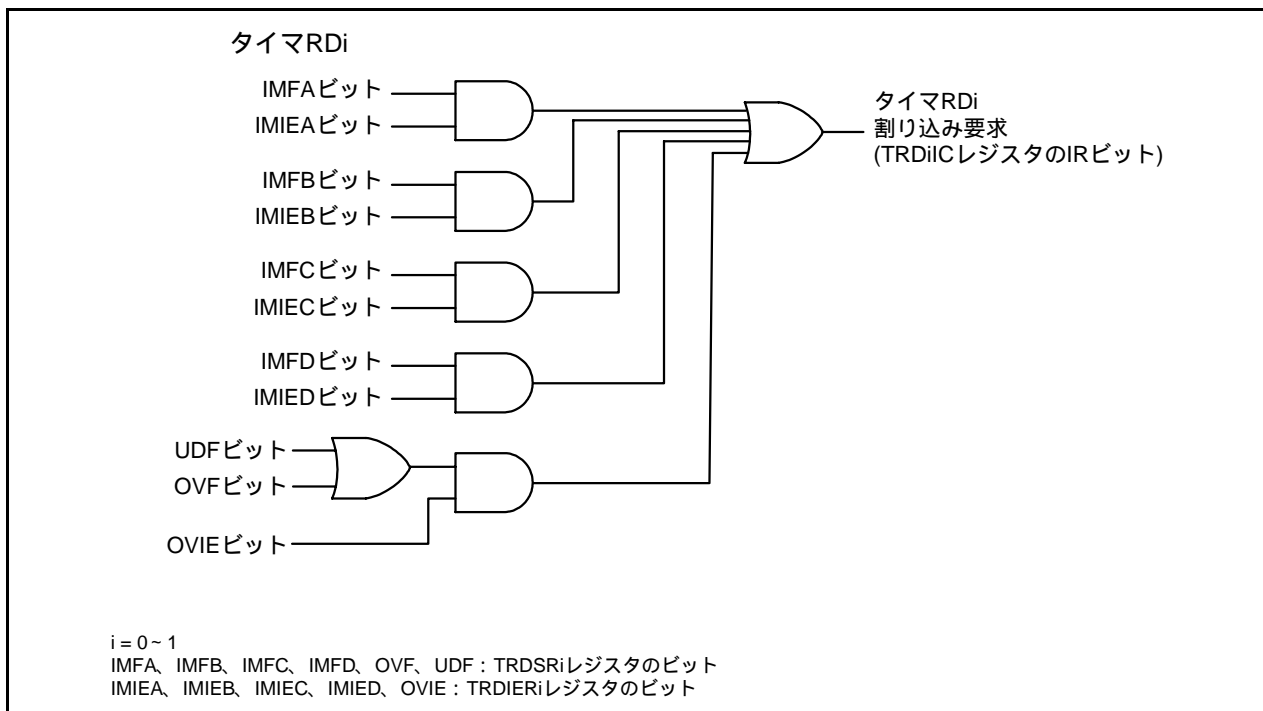 タイマRDi
IMFAビット
IMIEAビット
IMFBビット
IMIEBビット
IMFCビット
IMIECビット
IMFDビット
IMIEDビット
UDFビット
OVFビット
OVIEビット
タイマRDi
割り込み要求
(TRDiICレジスタのIRビット)
i = 0 ~ 1
IMFA、IMFB、IMFC、IMFD、OVF、UDF：TRDSRiレジスタのビット
IMIEA、IMIEB、IMIEC、IMIED、OVIE：TRDIERiレジスタのビット